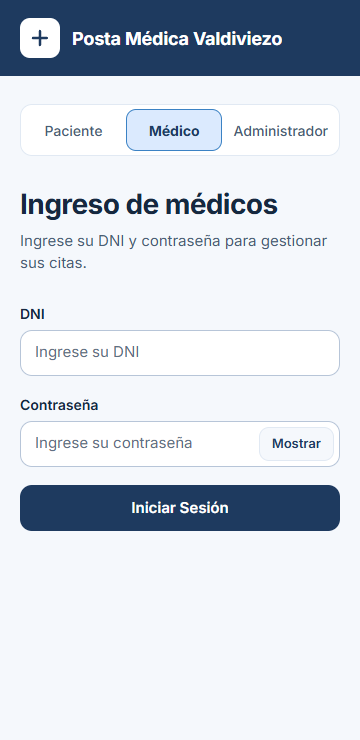 Posta Médica Valdiviezo
Paciente
Médico
Administrador
Ingreso de médicos
Ingrese su DNI y contraseña para gestionar
sus citas.
DNI
Ingrese su DNI
Contraseña
Ingrese su contraseña
Mostrar
Iniciar Sesión